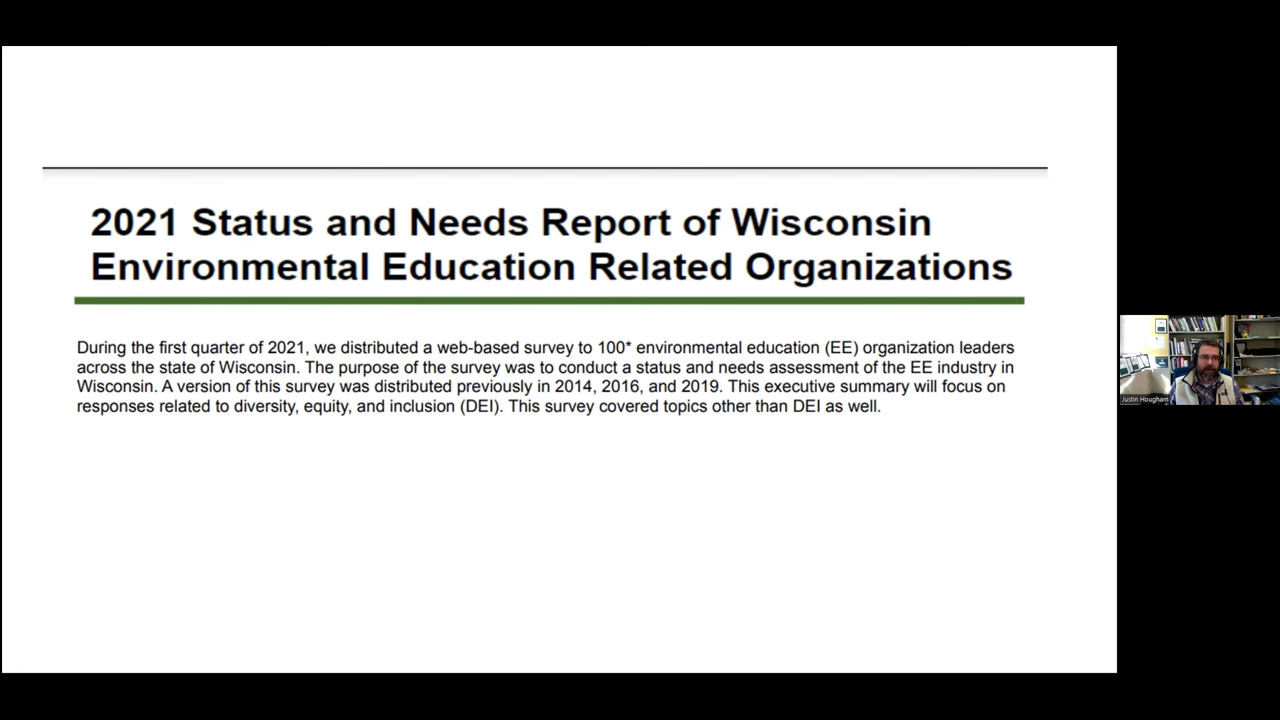 2021 Status and Needs Report of Wisconsin
Environmental Education Related Organizations
During the first quarter of 2021, we distributed a web-based survey to 100* environmental education (EE) organization leaders
across the state of Wisconsin. The purpose of the survey was to conduct a status and needs assessment of the EE industry in
Wisconsin. A version of this survey was distributed previously in 2014, 2016, and 2019. This executive summary will focus on
responses related to diversity, equity, and inclusion (DEI). This survey covered topics other than DEI as well.
Justin Hougham